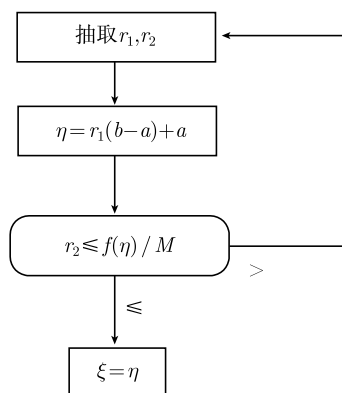 抽取r₁,r₂
η=r₁(b−a)+a
r₂≤f(η)/M
>
≤
ξ=η